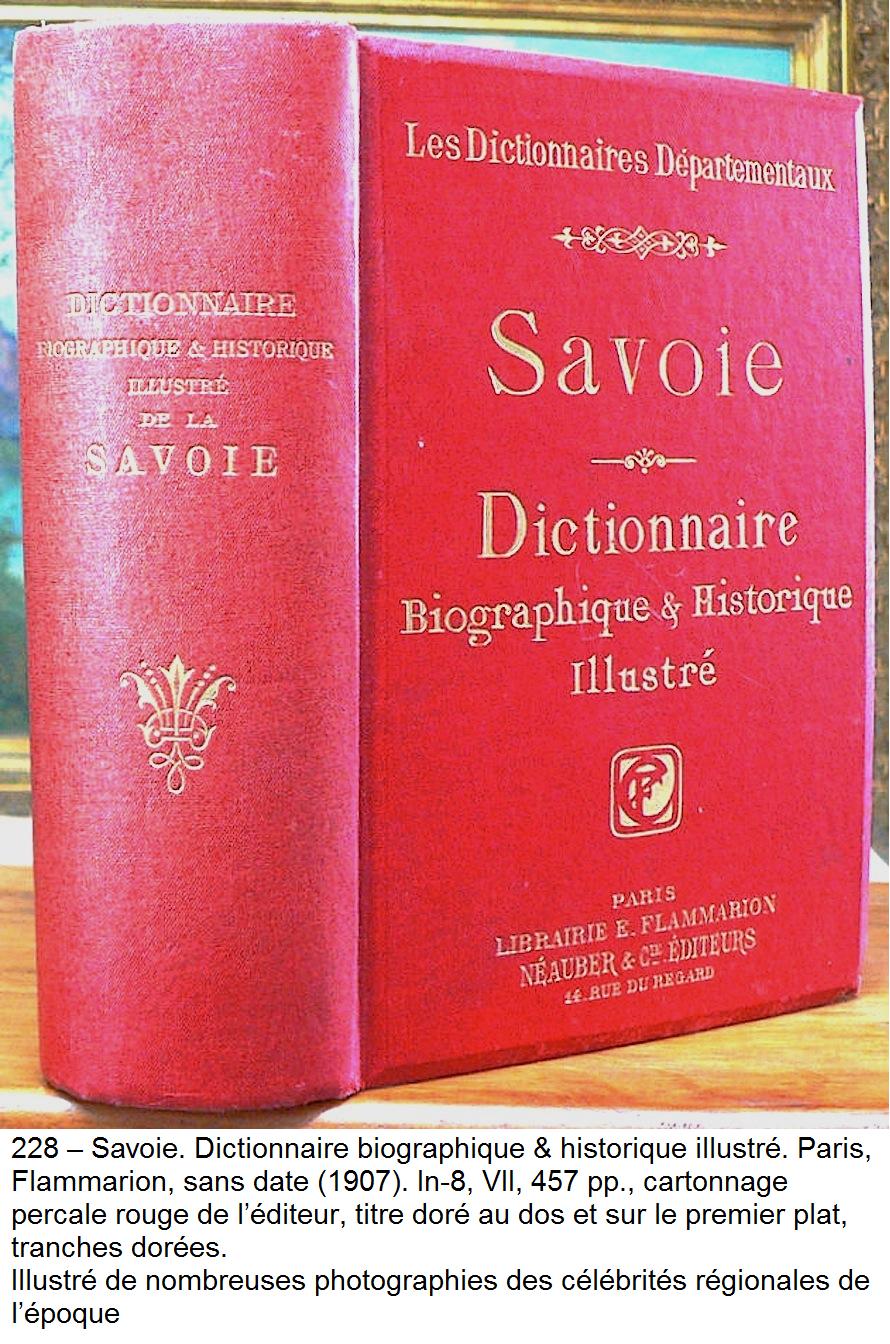 DICTIONNAIRE
BIOGRAPHIQUE & HISTORIQUE
ILLUSTRÉ
DE LA
SAVOIE
Les Dictionnaires Départementaux
Savoie
Dictionnaire
Biographique & Historique
Illustré
PARIS
LIBRAIRIE E. FLAMMARION
NÉAUBER & Cie. ÉDITEURS
14. RUE DU REGARD
228 – Savoie. Dictionnaire biographique & historique illustré. Paris,
Flammarion, sans date (1907). In-8, VII, 457 pp., cartonnage
percale rouge de l’éditeur, titre doré au dos et sur le premier plat,
tranches dorées.
Illustré de nombreuses photographies des célébrités régionales de
l’époque